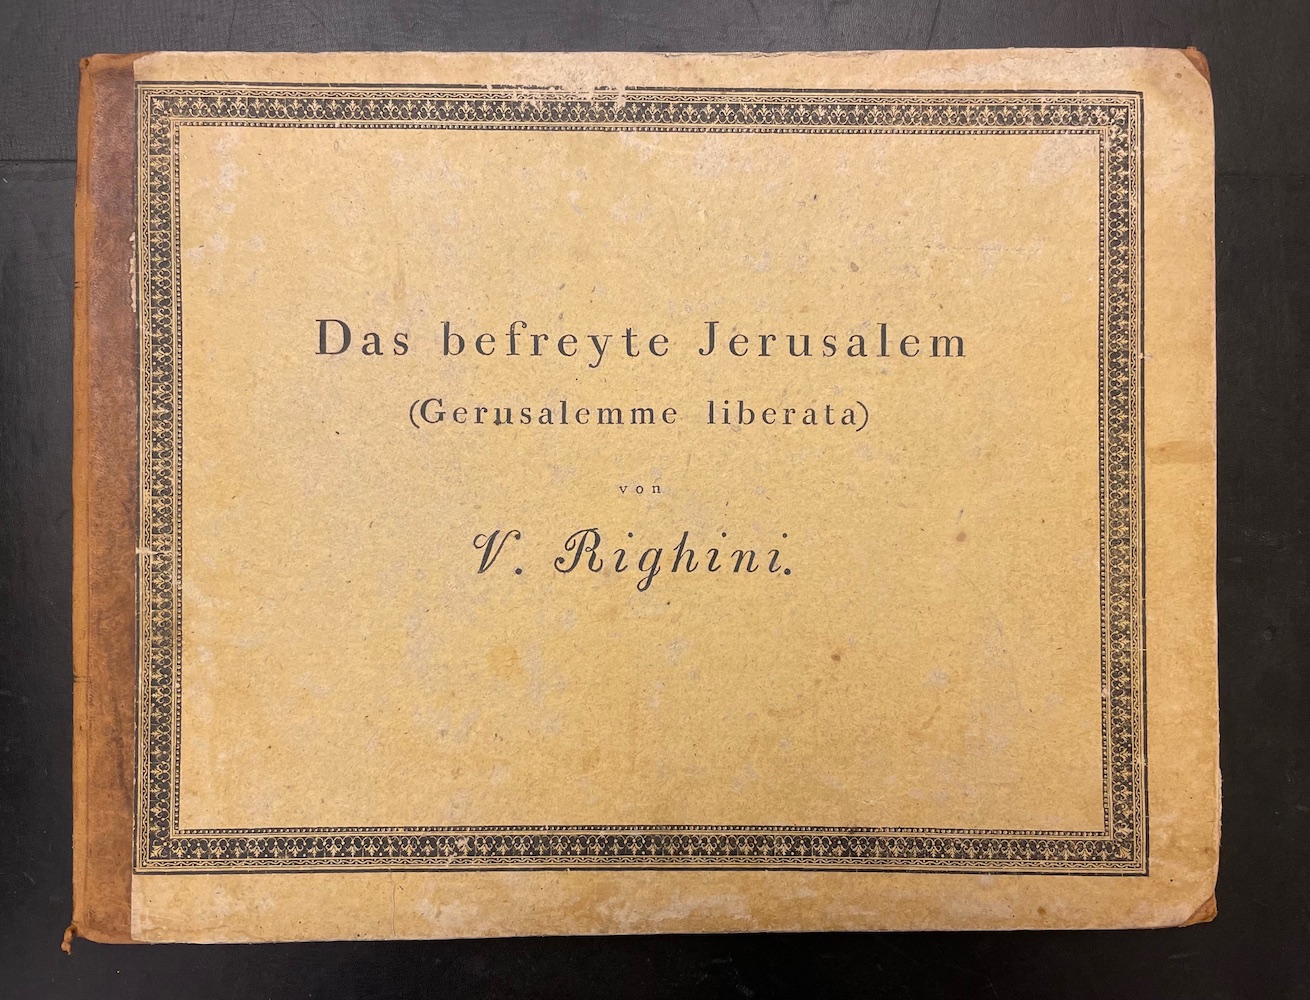 Das befreyte Jerusalem
(Gerusalemme liberata)
von
V. Righini.